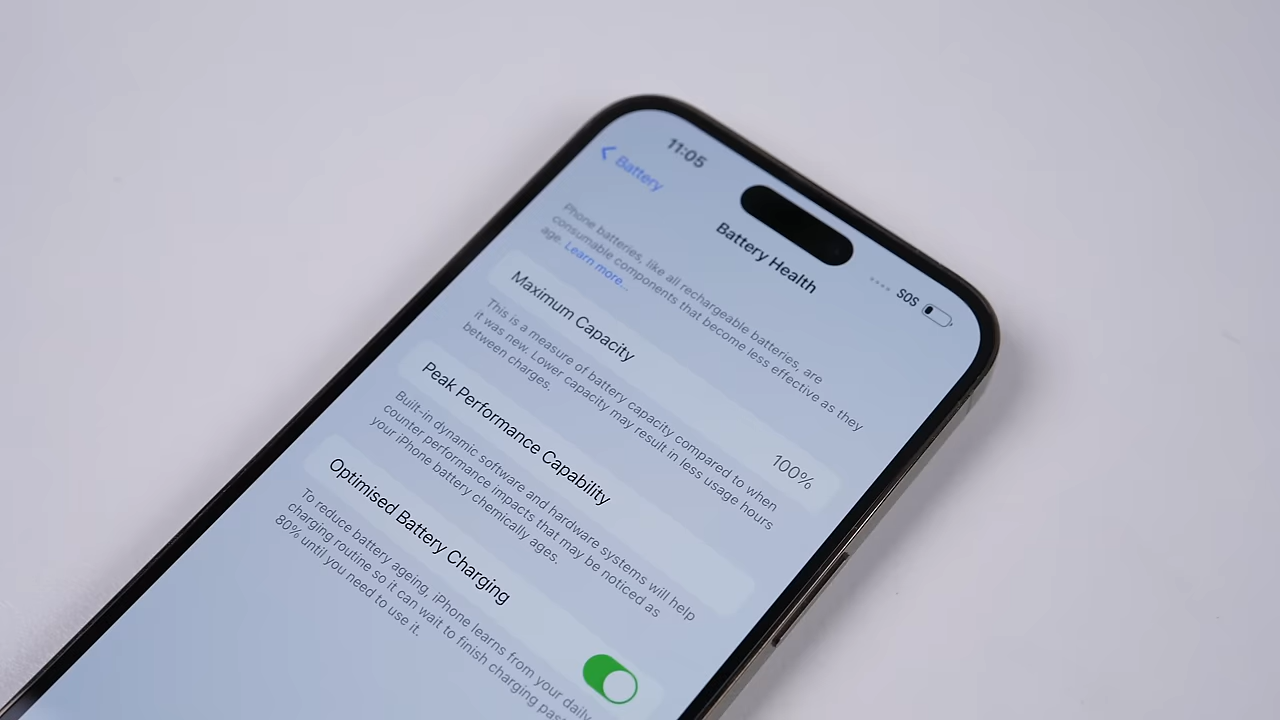 11:05
SOS
Battery
Battery Health
Phone batteries, like all rechargeable batteries, are
consumable components that become less effective as they
age. Learn more...
Maximum Capacity
100%
This is a measure of battery capacity compared to when
it was new. Lower capacity may result in less usage hours
between charges.
Peak Performance Capability
Built-in dynamic software and hardware systems will help
counter performance impacts that may be noticed as
your iPhone battery chemically ages.
Optimised Battery Charging
To reduce battery ageing, iPhone learns from your daily
charging routine so it can wait to finish charging past
80% until you need to use it.